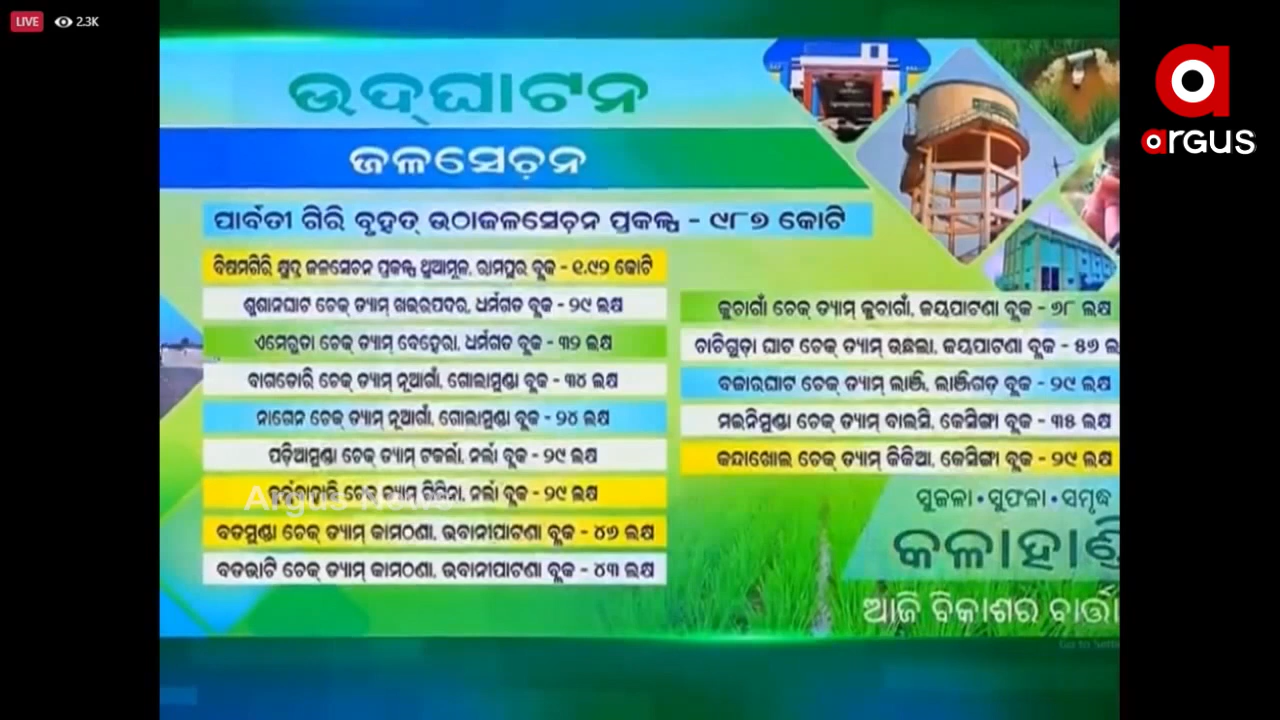 LIVE 2.3K
argus
ଉଦ୍‌ଘାଟନ
ଜଳସେଚନ
ପାର୍ବତୀ ଗିରି ବୃହତ୍ ଉଠାଜଳସେଚନ ପ୍ରକଳ୍ପ - ୯୮୭ କୋଟି
ବିଷମଗିରି କ୍ଷୁଦ୍ର ଜଳସେଚନ ପ୍ରକଳ୍ପ ଥୁଆମୂଳ, ରାମପୁର ବ୍ଲକ - ୧.୯୨ କୋଟି
ଶ୍ମଶାନଘାଟ ଚେକ୍ ଡ୍ୟାମ୍ ଖଇରପଦର, ଧର୍ମଗଡ ବ୍ଲକ - ୨୯ ଲକ୍ଷ
ଏମେରୁଡା ଚେକ୍ ଡ୍ୟାମ୍ ବେହେରା, ଧର୍ମଗଡ ବ୍ଲକ - ୩୨ ଲକ୍ଷ
ବାଗଡୋରି ଚେକ୍ ଡ୍ୟାମ୍ ନୂଆଗାଁ, ଗୋଲାମୁଣ୍ଡା ବ୍ଲକ - ୩୪ ଲକ୍ଷ
ନାଗେନ ଚେକ୍ ଡ୍ୟାମ୍ ନୂଆଗାଁ, ଗୋଲାମୁଣ୍ଡା ବ୍ଲକ - ୨୪ ଲକ୍ଷ
ପଡ଼ିଆମୁଣ୍ଡା ଚେକ୍ ଡ୍ୟାମ୍ ଟକର୍ଲା, ନର୍ଲା ବ୍ଲକ - ୨୯ ଲକ୍ଷ
ଚେକ୍ ଡ୍ୟାମ୍ ନର୍ଲା ବ୍ଲକ - ୨୯ ଲକ୍ଷ
Argus News
ବଡମୁଣ୍ଡା ଚେକ୍ ଡ୍ୟାମ୍ କାମଠଣା, ଭବାନୀପାଟଣା ବ୍ଲକ - ୪୬ ଲକ୍ଷ
ବଡଭାଟି ଚେକ୍ ଡ୍ୟାମ୍ କାମଠଣା, ଭବାନୀପାଟଣା ବ୍ଲକ - ୪୩ ଲକ୍ଷ
କୁଚାଗାଁ ଚେକ୍ ଡ୍ୟାମ୍ କୁଚାଗାଁ, ଜୟପାଟଣା ବ୍ଲକ - ୬୮ ଲକ୍ଷ
ଚାଚିଗୁଡ଼ା ଘାଟ ଚେକ୍ ଡ୍ୟାମ୍ ଉଛଲା, ଜୟପାଟଣା ବ୍ଲକ - ୫୬ ଲ
ବଜାରଘାଟ ଚେକ୍ ଡ୍ୟାମ୍ ଲାଞ୍ଜି, ଲାଞ୍ଜିଗଡ଼ ବ୍ଲକ - ୨୯ ଲକ୍ଷ
ମଇନିମୁଣ୍ଡା ଚେକ୍ ଡ୍ୟାମ୍ ବାଲସି, କେସିଙ୍ଗା ବ୍ଲକ - ୩୫ ଲକ୍ଷ
କନ୍ଦାଖୋଲ ଚେକ୍ ଡ୍ୟାମ୍ କିକିଆ, କେସିଙ୍ଗା ବ୍ଲକ - ୨୯ ଲକ୍ଷ
ସୁଜଳା • ସୁଫଳା • ସମୃଦ୍ଧ
କଳାହାଣ୍ଡି
ଆଜି ବିକାଶର ବାର୍ତ୍ତା